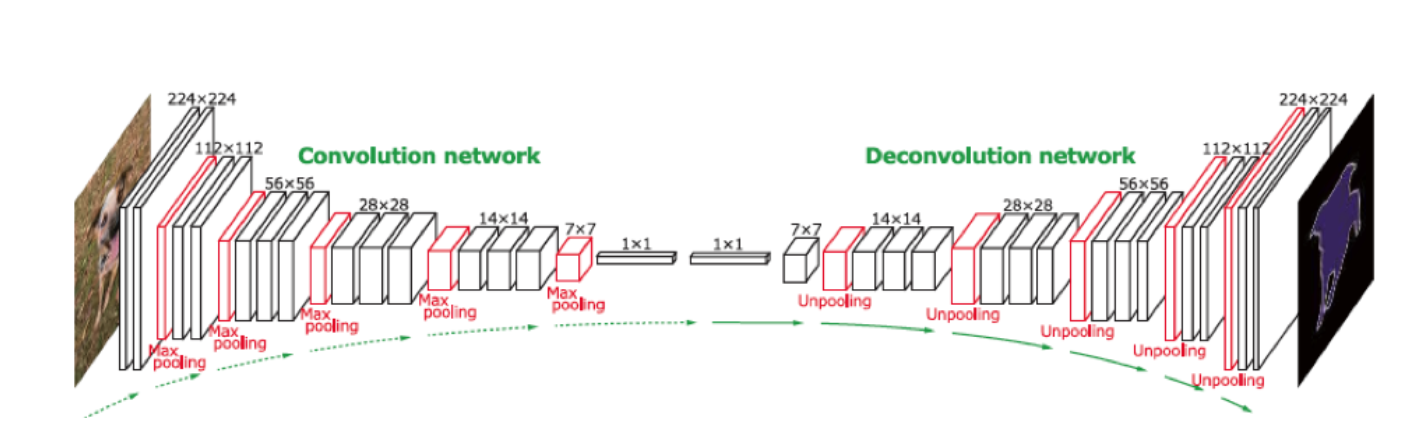 224×224
112×112
Convolution network
56×56
28×28
14×14
7×7
1×1
Max
pooling
Max
pooling
Max
pooling
Max
pooling
Max
pooling
1×1
7×7
14×14
28×28
Deconvolution network
56×56
112×112
224×224
Unpooling
Unpooling
Unpooling
Unpooling
Unpooling